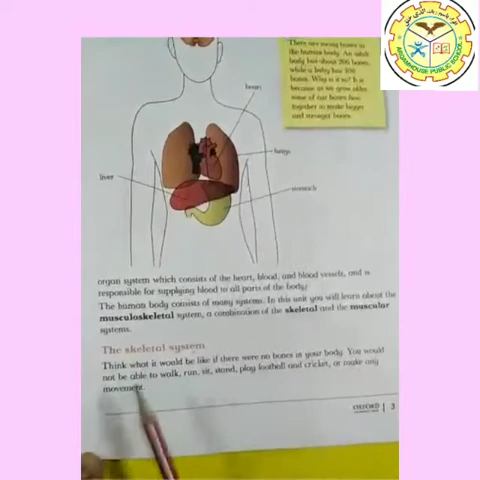 There are many bones in
the human body. An adult
body has about 206 bones,
while a baby has 300
bones. Why is it so? It is
because as we grow older
some of our bones fuse
together to make bigger
and stronger bones.
heart
lungs
liver
stomach
organ system which consists of the heart, blood, and blood vessels, and is
responsible for supplying blood to all parts of the body.
The human body consists of many systems. In this unit you will learn about the
musculoskeletal system, a combination of the skeletal and the muscular
systems.
The skeletal system
Think what it would be like if there were no bones in your body. You would
not be able to walk, run, sit, stand, play football and cricket, or make any
movement.
OXFORD 3
PUBLIC SCHOOL